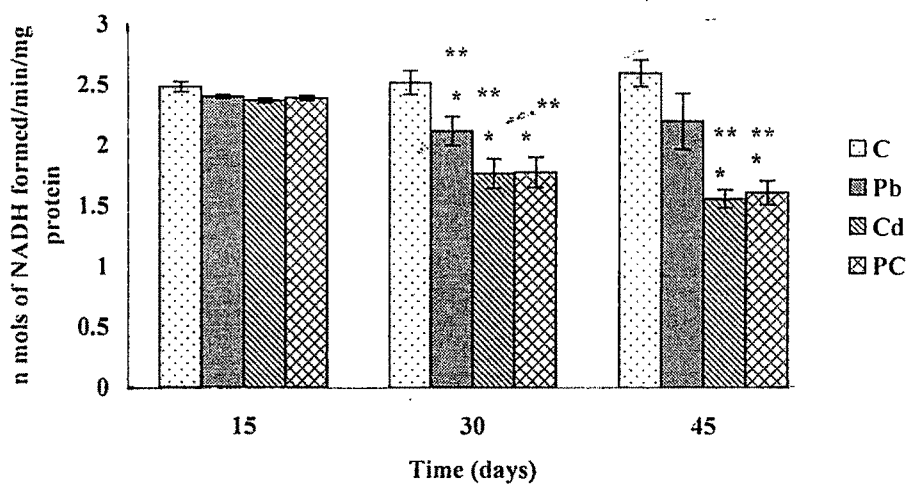 n mols of NADH formed/min/mg
protein
3
2.5
2
1.5
1
0.5
0
**
*
**
*
**
*
**
*
**
*
15
30
45
Time (days)
C
Pb
Cd
PC